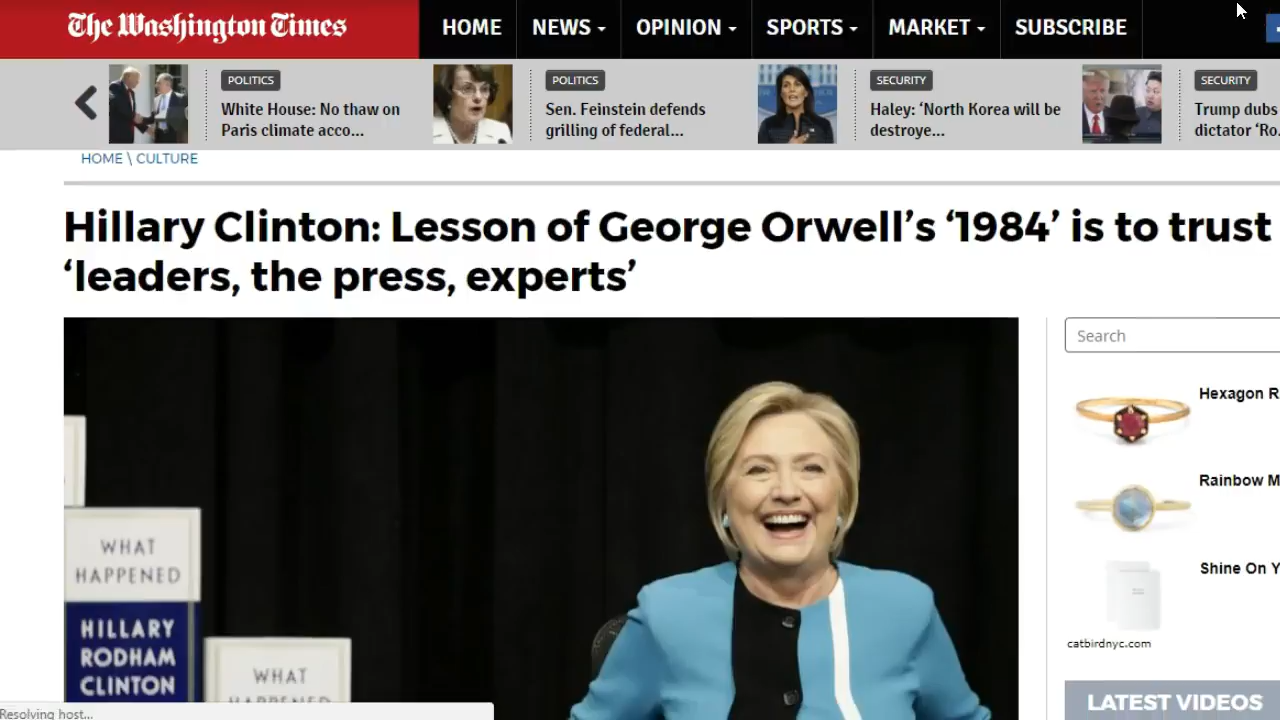 The Washington Times
HOME NEWS OPINION SPORTS MARKET SUBSCRIBE
POLITICS
White House: No thaw on
Paris climate acco...
POLITICS
Sen. Feinstein defends
grilling of federal...
SECURITY
Haley: ‘North Korea will be
destroye...
SECURITY
Trump dubs
dictator ‘Ro
HOME \ CULTURE
Hillary Clinton: Lesson of George Orwell’s ‘1984’ is to trust
‘leaders, the press, experts’
Search
Hexagon R
Rainbow M
Shine On Y
catbirdnyc.com
LATEST VIDEOS
WHAT
HAPPENED
HILLARY
RODHAM
CLINTON
WHAT
HAPPENED
Resolving host...